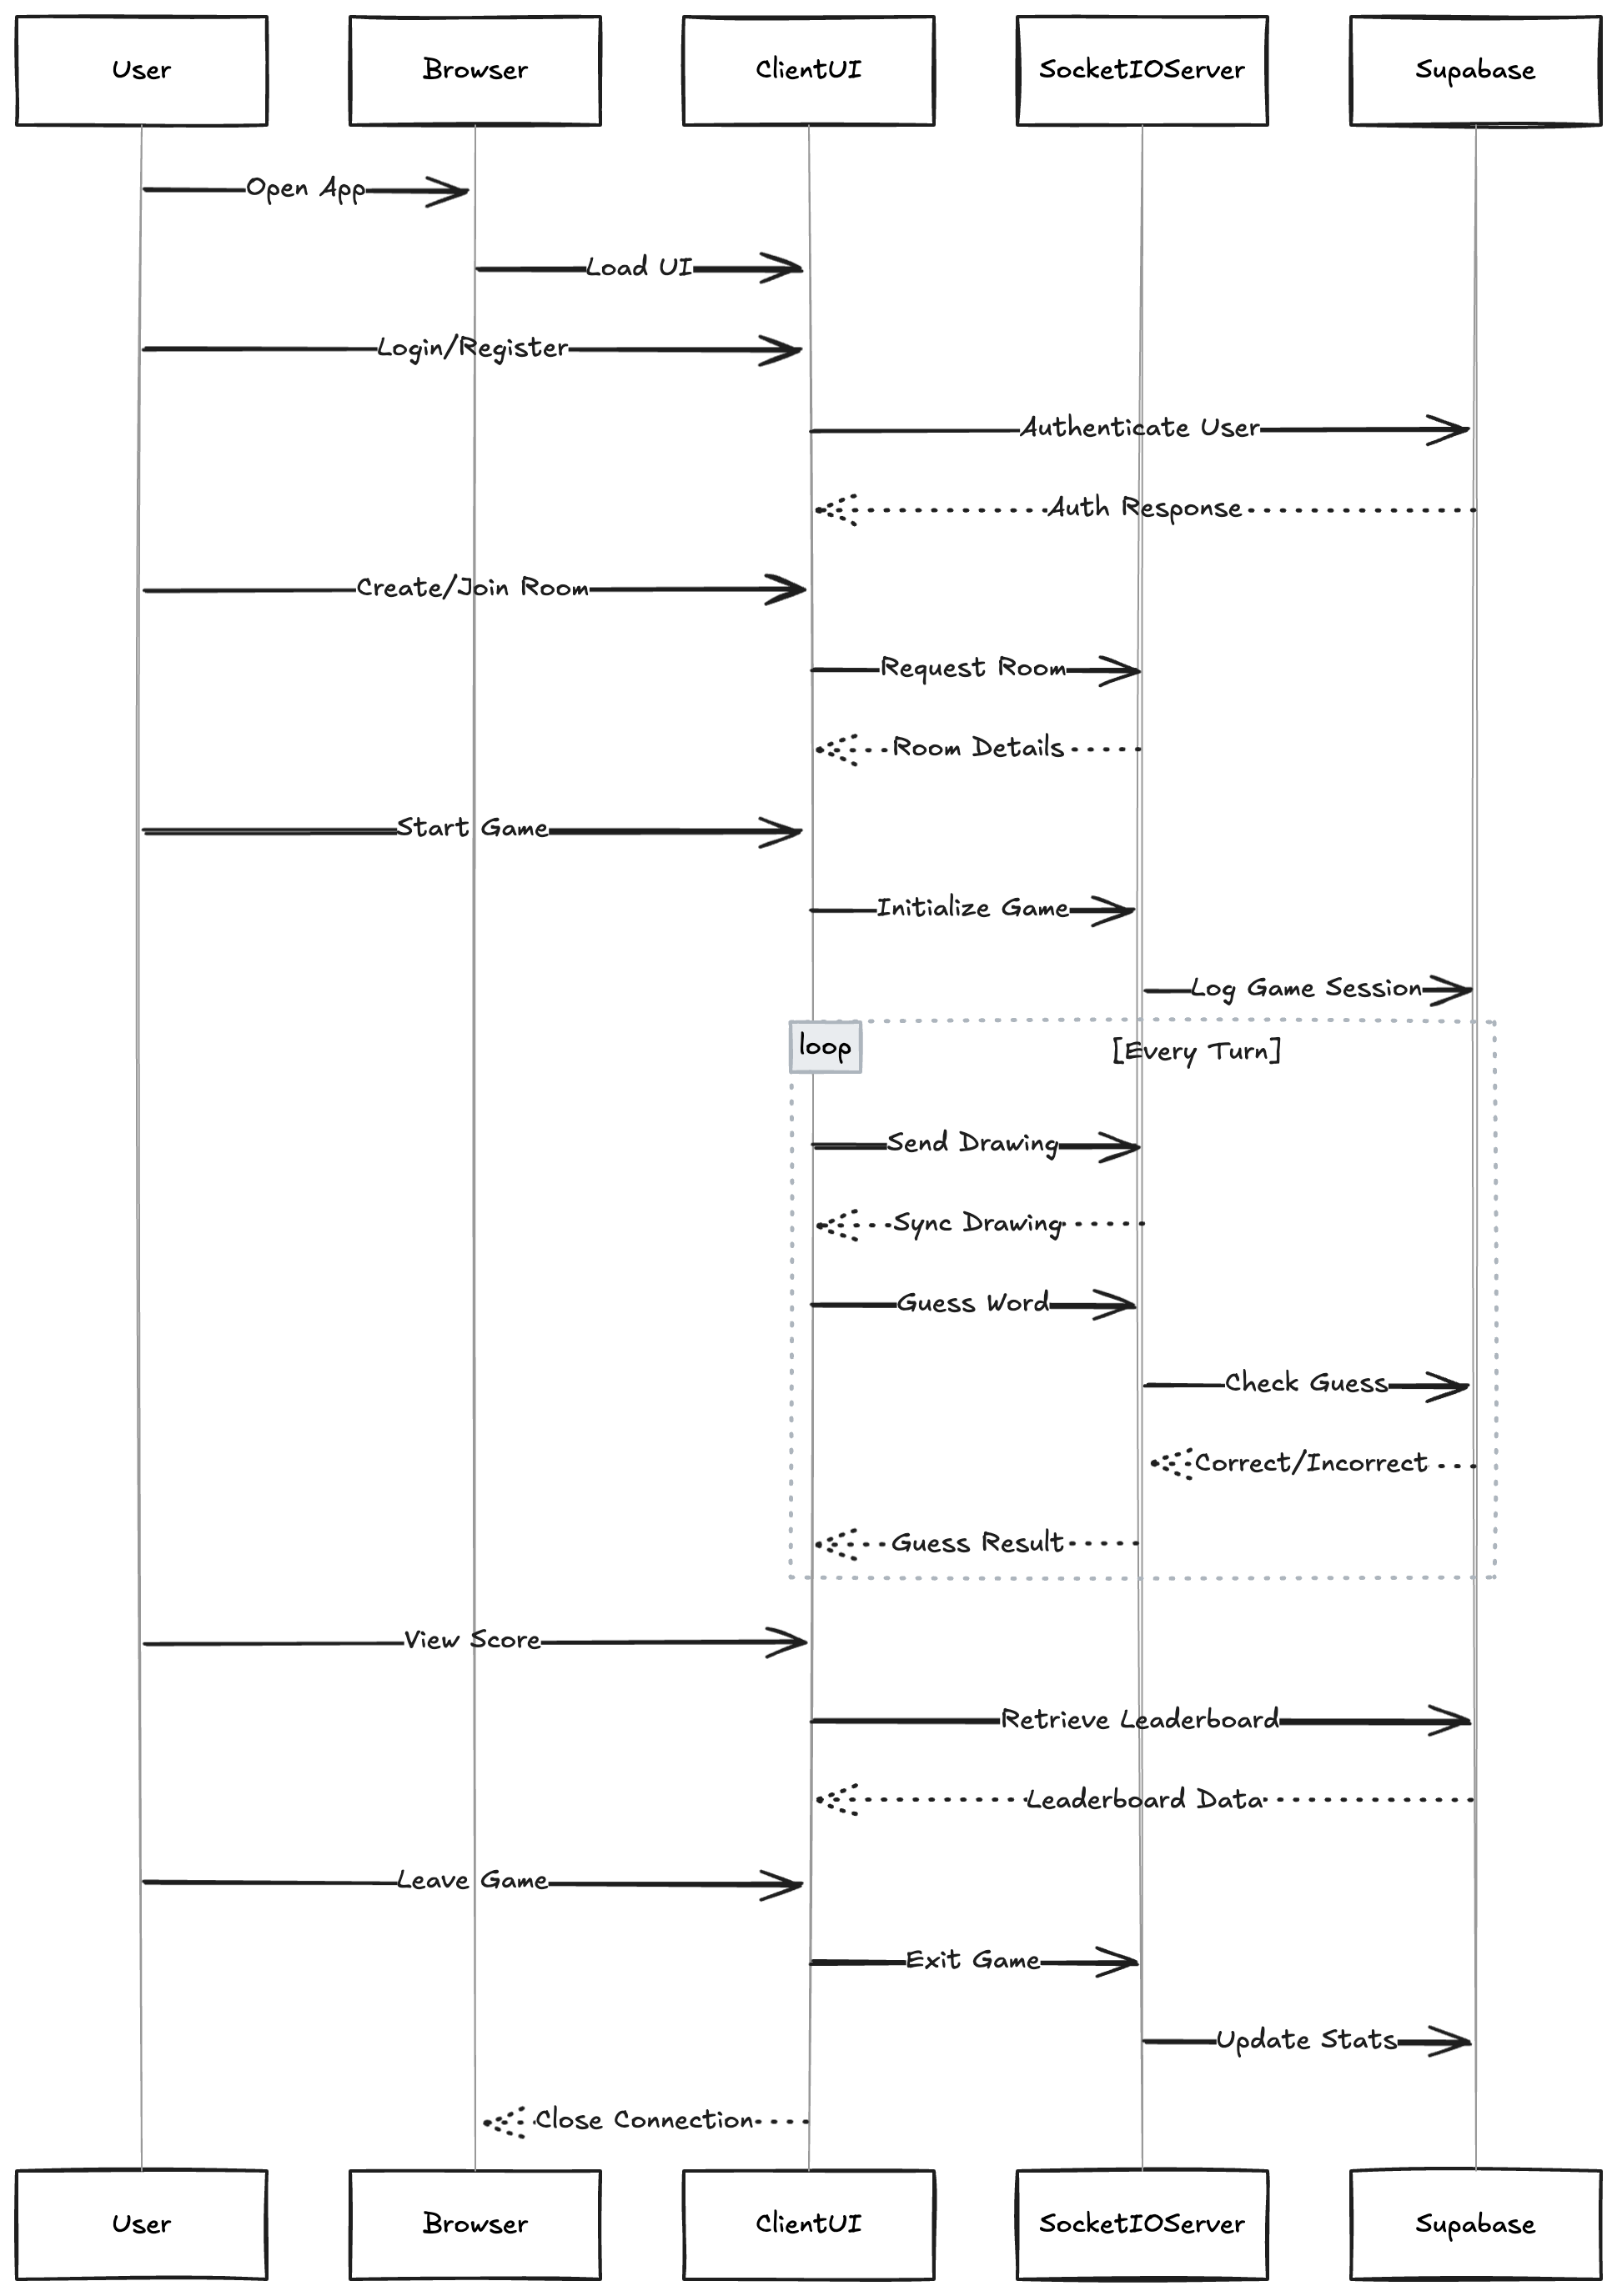 User
Browser
ClientUI
SocketIOServer
Supabase
Open App
Load UI
Login/Register
Authenticate User
Auth Response
Create/Join Room
Request Room
Room Details
Start Game
Initialize Game
Log Game Session
loop
[Every Turn]
Send Drawing
Sync Drawing
Guess Word
Check Guess
Correct/Incorrect
Guess Result
View Score
Retrieve Leaderboard
Leaderboard Data
Leave Game
Exit Game
Update Stats
Close Connection
User
Browser
ClientUI
SocketIOServer
Supabase